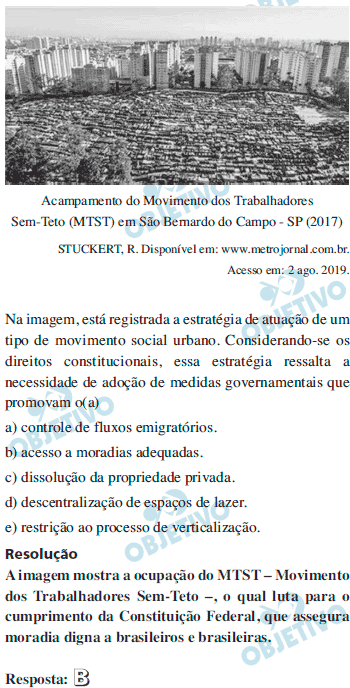 OBJETIVO
Acampamento do Movimento dos Trabalhadores
Sem-Teto (MTST) em São Bernardo do Campo - SP (2017)
STUCKERT, R. Disponível em: www.metrojornal.com.br.
Acesso em: 2 ago. 2019.
OBJETIVO
Na imagem, está registrada a estratégia de atuação de um
tipo de movimento social urbano. Considerando-se os
direitos constitucionais, essa estratégia ressalta a
necessidade de adoção de medidas governamentais que
promovam o(a)
OBJETIVO
a) controle de fluxos emigratórios.
b) acesso a moradias adequadas.
c) dissolução da propriedade privada.
d) descentralização de espaços de lazer.
e) restrição ao processo de verticalização.
OBJETIVO
Resolução
A imagem mostra a ocupação do MTST – Movimento
dos Trabalhadores Sem-Teto –, o qual luta para o
cumprimento da Constituição Federal, que assegura
moradia digna a brasileiros e brasileiras.
OBJETIVO
Resposta: B